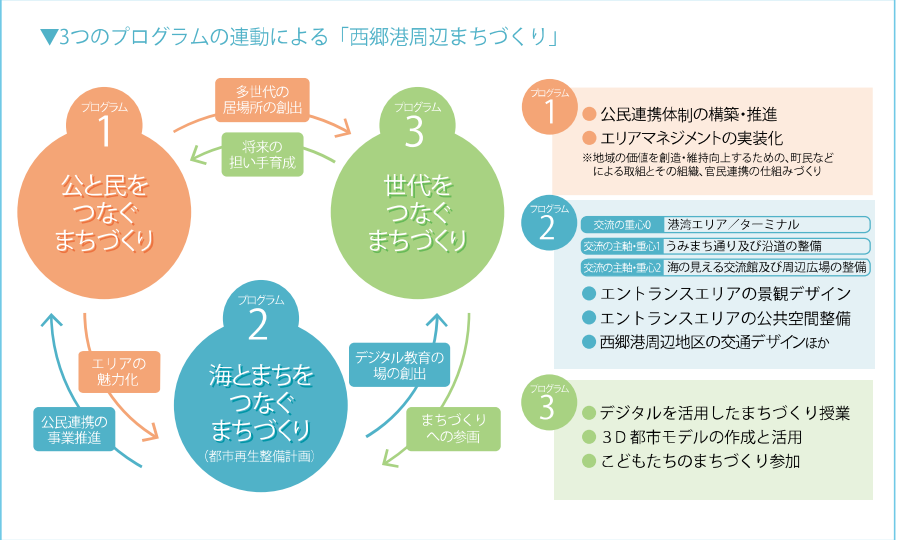 ▼3つのプログラムの連動による「西郷港周辺まちづくり」
プログラム
1
公と民を
つなぐ
まちづくり
多世代の
居場所の創出
将来の
担い手育成
プログラム
3
世代を
つなぐ
まちづくり
プログラム
2
海とまちを
つなぐ
まちづくり
(都市再生整備計画)
エリアの
魅力化
公民連携の
事業推進
デジタル教育の
場の創出
まちづくり
への参画
プログラム
1
● 公民連携体制の構築・推進
● エリアマネジメントの実装化
※地域の価値を創造・維持向上するための、町民など
による取組とその組織、官民連携の仕組みづくり
プログラム
2
交流の重心0 港湾エリア／ターミナル
交流の主軸・重心1 うみまち通り及び沿道の整備
交流の主軸・重心2 海の見える交流館及び周辺広場の整備
● エントランスエリアの景観デザイン
● エントランスエリアの公共空間整備
● 西郷港周辺地区の交通デザインほか
プログラム
3
● デジタルを活用したまちづくり授業
● ３Ｄ都市モデルの作成と活用
● こどもたちのまちづくり参加